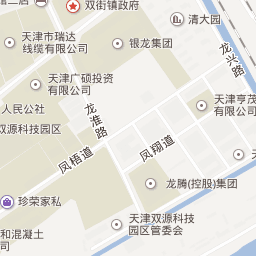 双街镇政府
清大园
天津市瑞达
线缆有限公司
银龙集团
龙兴路
天津广硕投资
有限公司
人民公社
龙淮路
天津亨茂
有限公
双源科技园区
凤翔道
凤梧道
龙腾(控股)集团
珍荣家私
天津双源科技
园区管委会
和混凝土
司